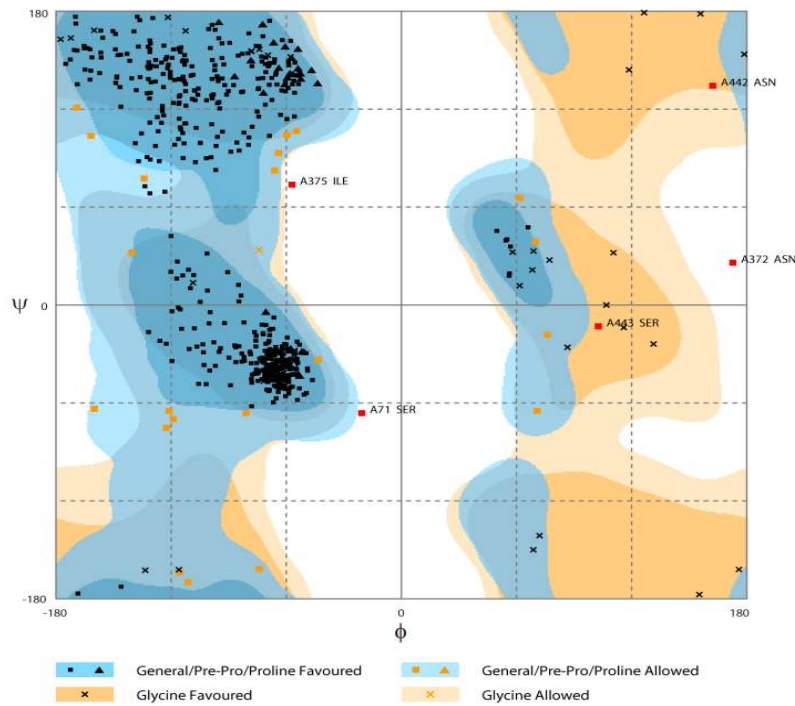 180
A442 ASN
A375 ILE
A372 ASN
ψ
0
A443 SER
A71 SER
-180
-180
0
180
ϕ
General/Pre-Pro/Proline Favoured
General/Pre-Pro/Proline Allowed
Glycine Favoured
Glycine Allowed